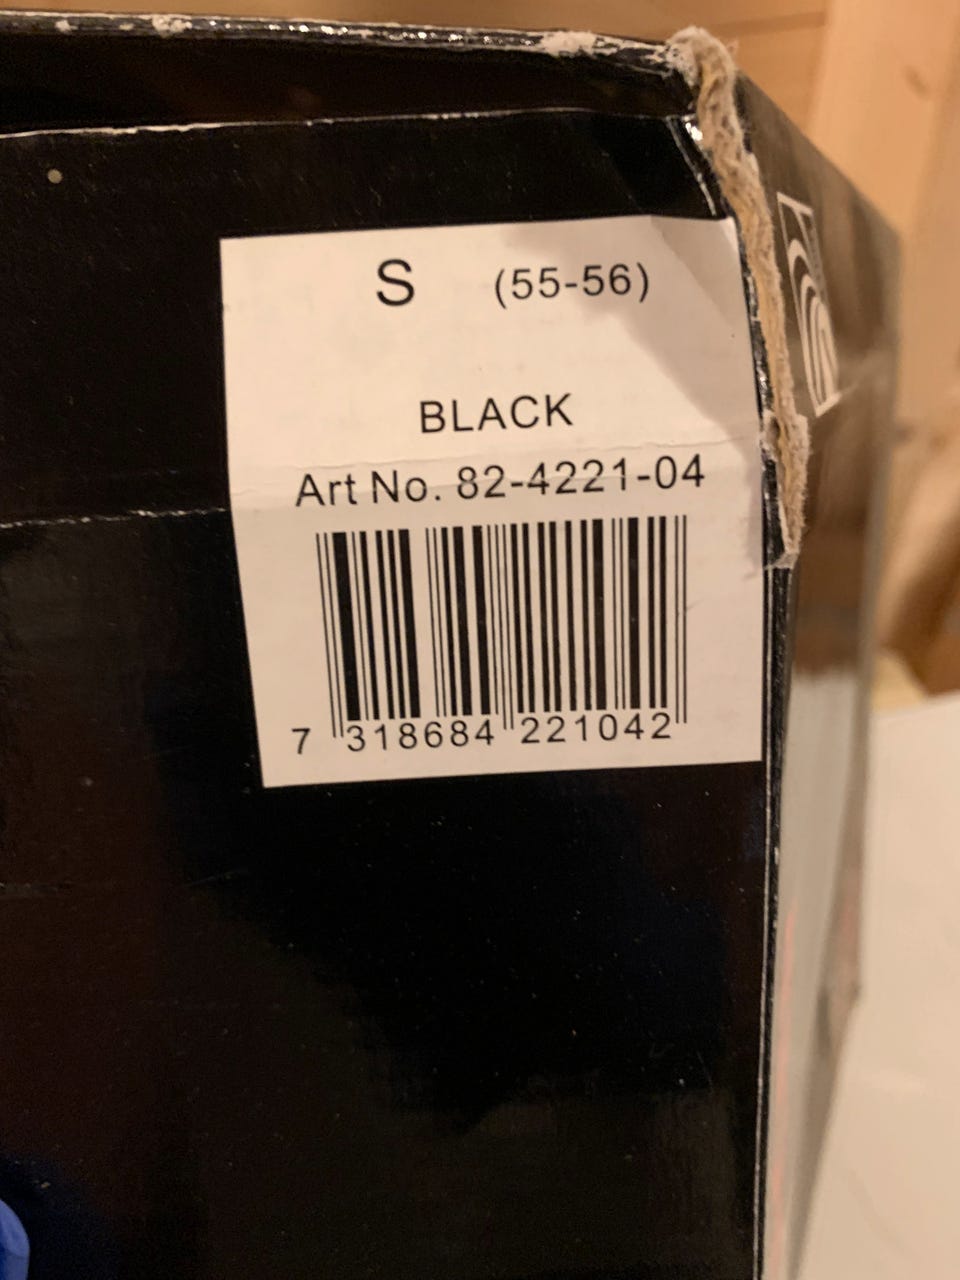 S (55-56)
BLACK
Art No. 82-4221-04
7 318684 221042